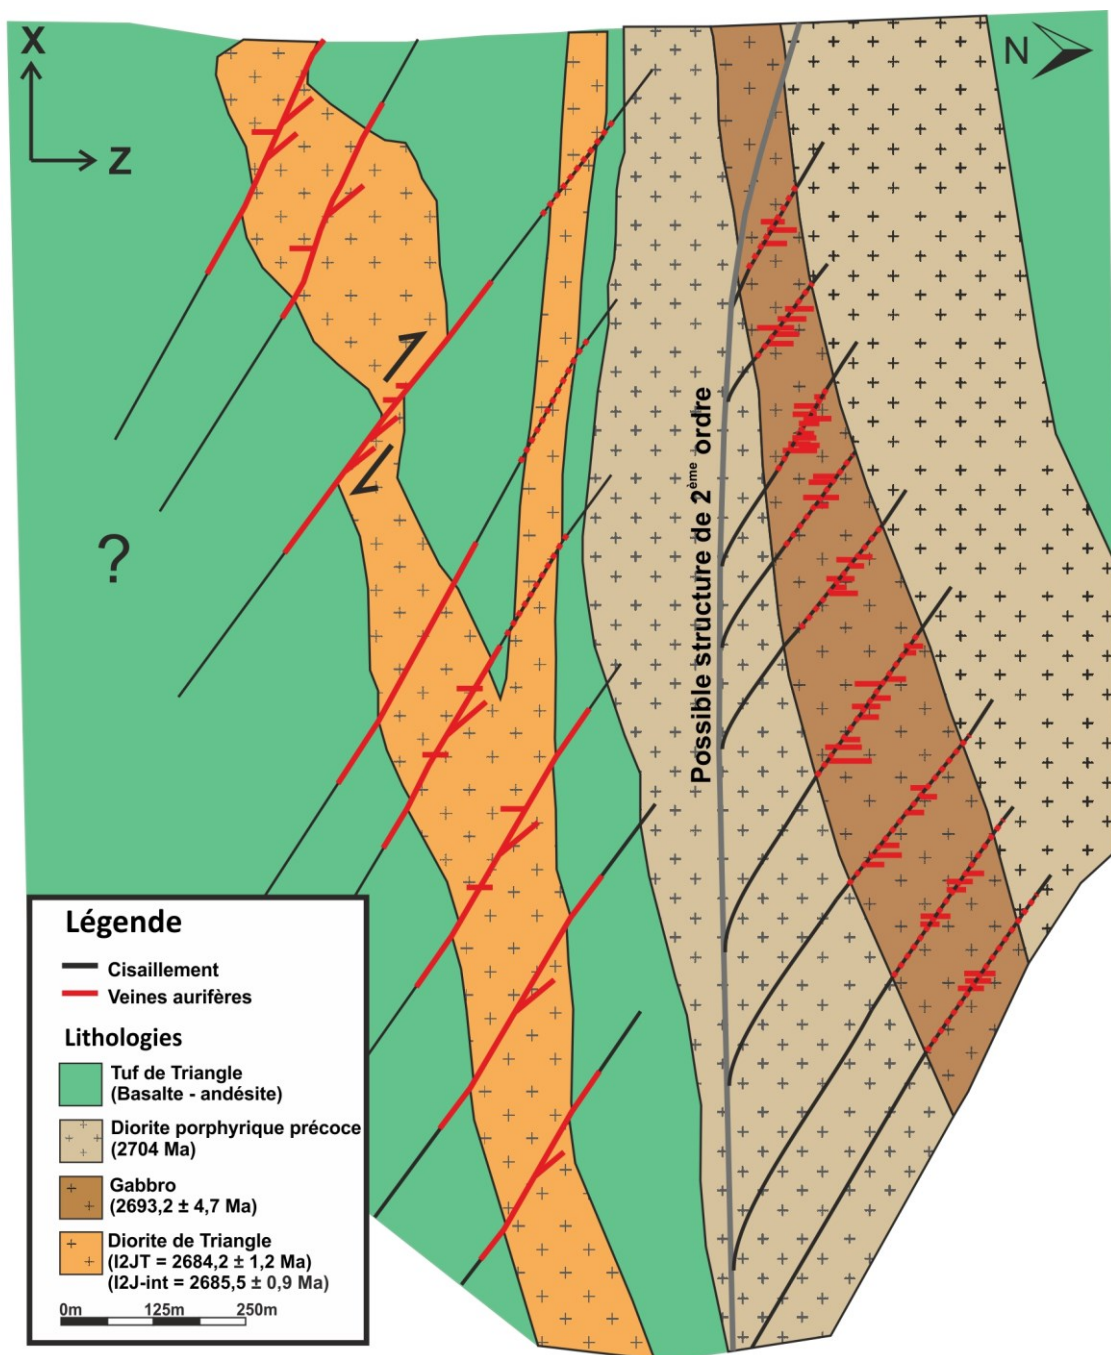 X
Z
N
?
Possible structure de 2ème ordre
Légende
Cisaillement
Veines aurifères
Lithologies
Tuf de Triangle
(Basalte - andésite)
Diorite porphyrique précoce
(2704 Ma)
Gabbro
(2693,2 ± 4,7 Ma)
Diorite de Triangle
(I2JT = 2684,2 ± 1,2 Ma)
(I2J-int = 2685,5 ± 0,9 Ma)
0m 125m 250m